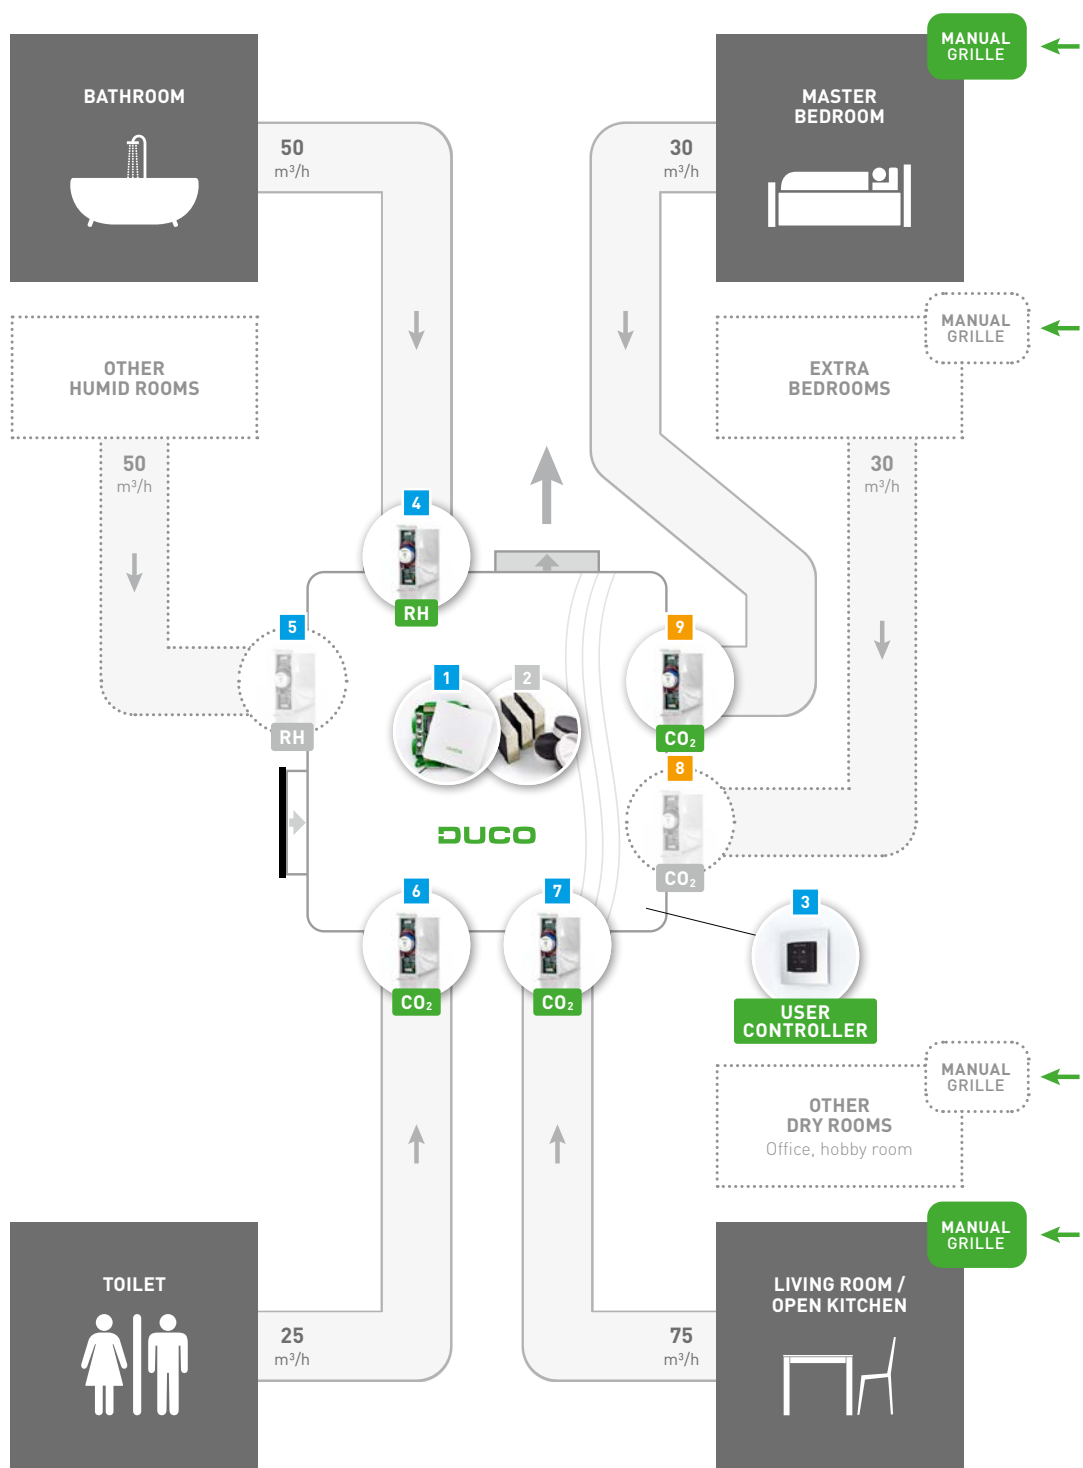 MANUAL
GRILLE
BATHROOM
MASTER
BEDROOM
50
m³/h
30
m³/h
MANUAL
GRILLE
OTHER
HUMID ROOMS
EXTRA
BEDROOMS
50
m³/h
30
m³/h
4
RH
5
RH
9
CO₂
1
2
8
CO₂
DUCO
6
CO₂
7
CO₂
3
USER
CONTROLLER
MANUAL
GRILLE
OTHER
DRY ROOMS
Office, hobby room
MANUAL
GRILLE
TOILET
LIVING ROOM /
OPEN KITCHEN
25
m³/h
75
m³/h